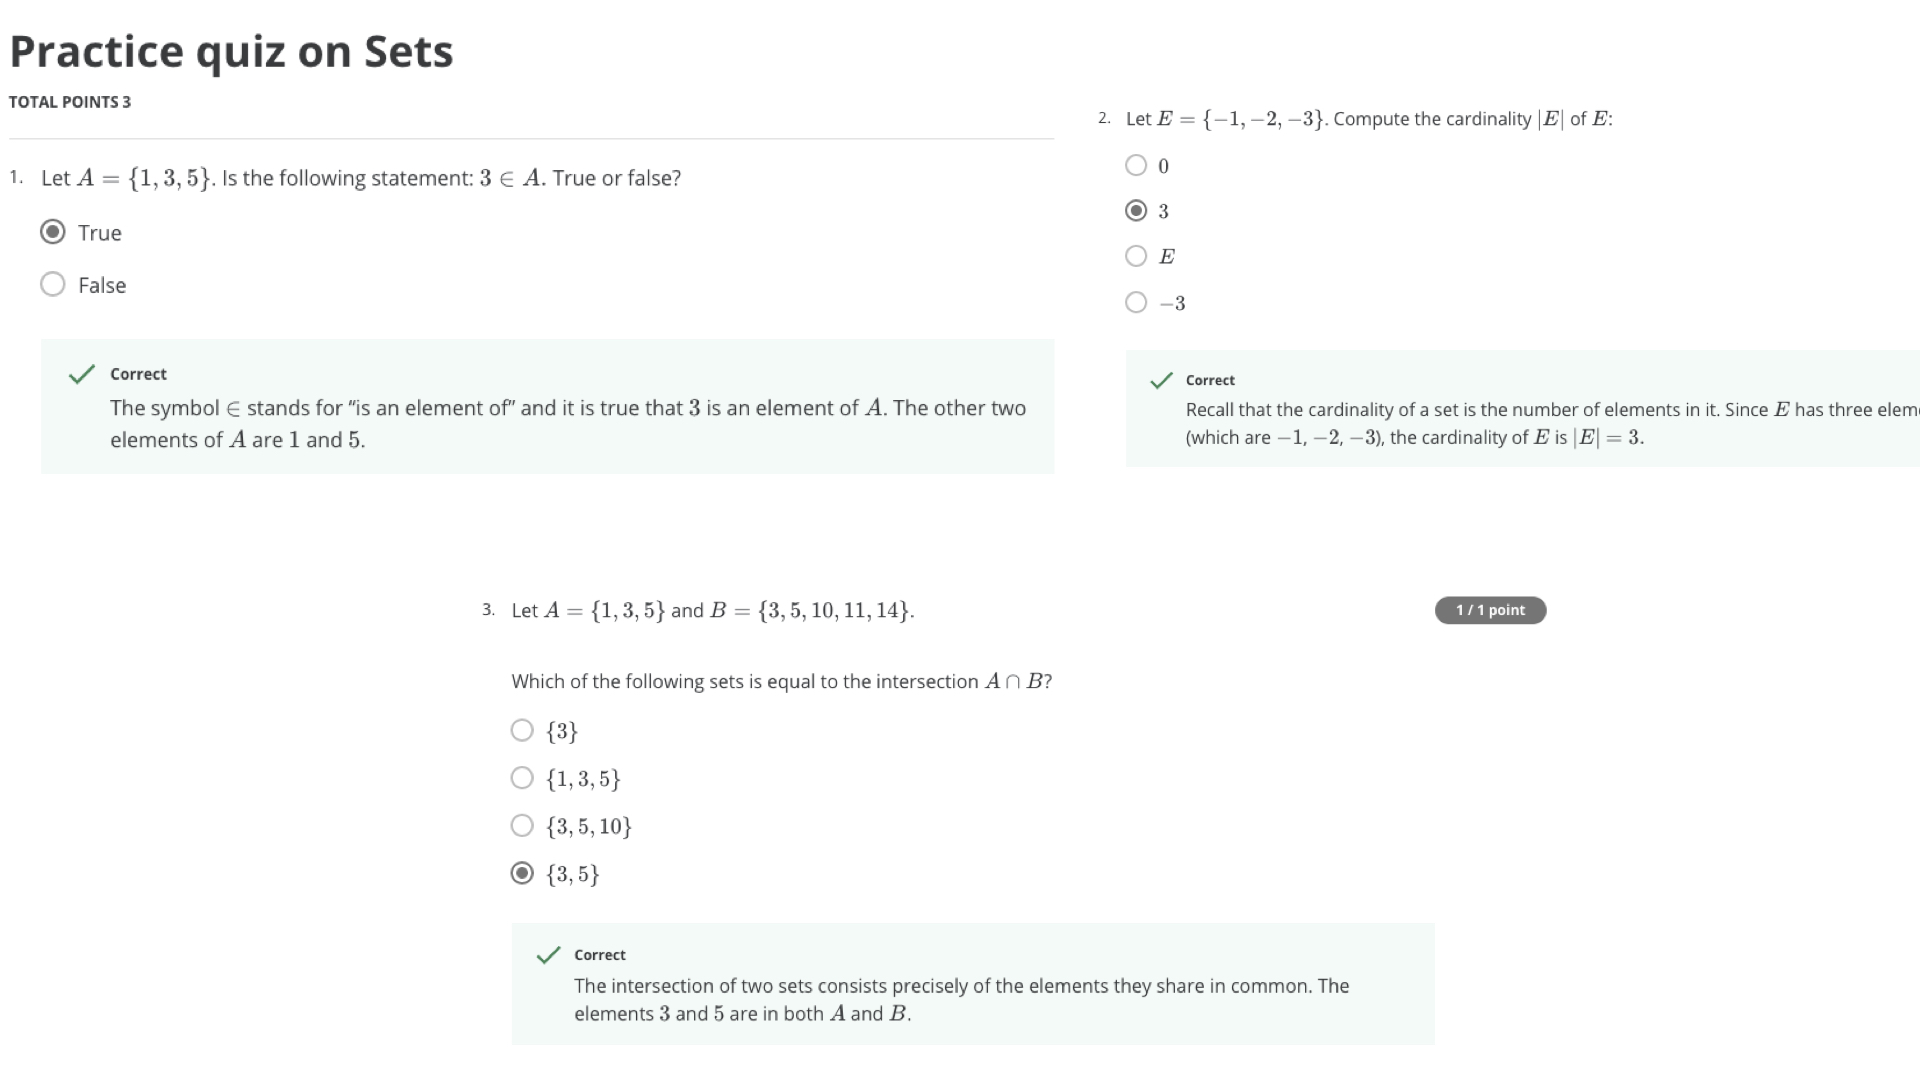 Practice quiz on Sets
TOTAL POINTS 3
1. Let A = {1, 3, 5}. Is the following statement: 3 ∈ A. True or false?
True
False
Correct
The symbol ∈ stands for “is an element of” and it is true that 3 is an element of A. The other two
elements of A are 1 and 5.
2. Let E = {−1, −2, −3}. Compute the cardinality |E| of E:
0
3
E
−3
Correct
Recall that the cardinality of a set is the number of elements in it. Since E has three
(which are −1, −2, −3), the cardinality of E is |E| = 3.
3. Let A = {1, 3, 5} and B = {3, 5, 10, 11, 14}.
1 / 1 point
Which of the following sets is equal to the intersection A ∩ B?
{3}
{1, 3, 5}
{3, 5, 10}
{3, 5}
Correct
The intersection of two sets consists precisely of the elements they share in common. The
elements 3 and 5 are in both A and B.